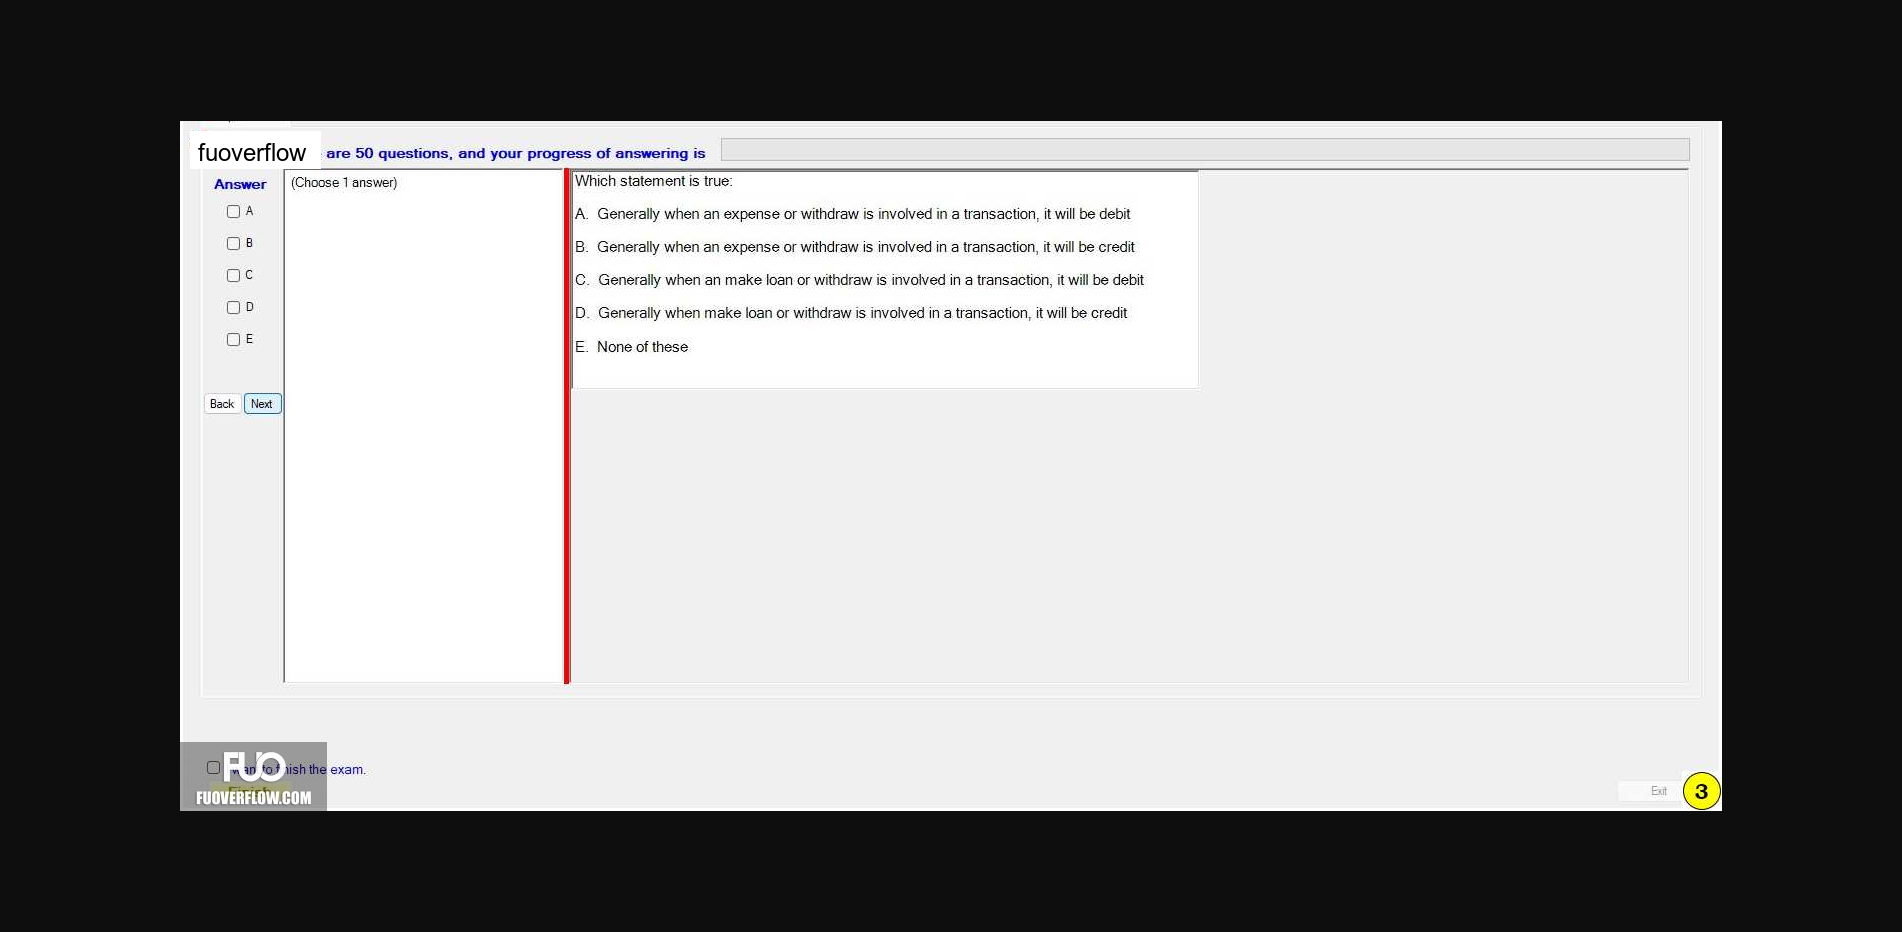 fuoverflow are 50 questions, and your progress of answering is
Answer
(Choose 1 answer)
A
B
C
D
E
Back Next
Which statement is true:
A. Generally when an expense or withdraw is involved in a transaction, it will be debit
B. Generally when an expense or withdraw is involved in a transaction, it will be credit
C. Generally when an make loan or withdraw is involved in a transaction, it will be debit
D. Generally when make loan or withdraw is involved in a transaction, it will be credit
E. None of these
FUO
the exam.
FUOVERFLOW.COM
Exit
3